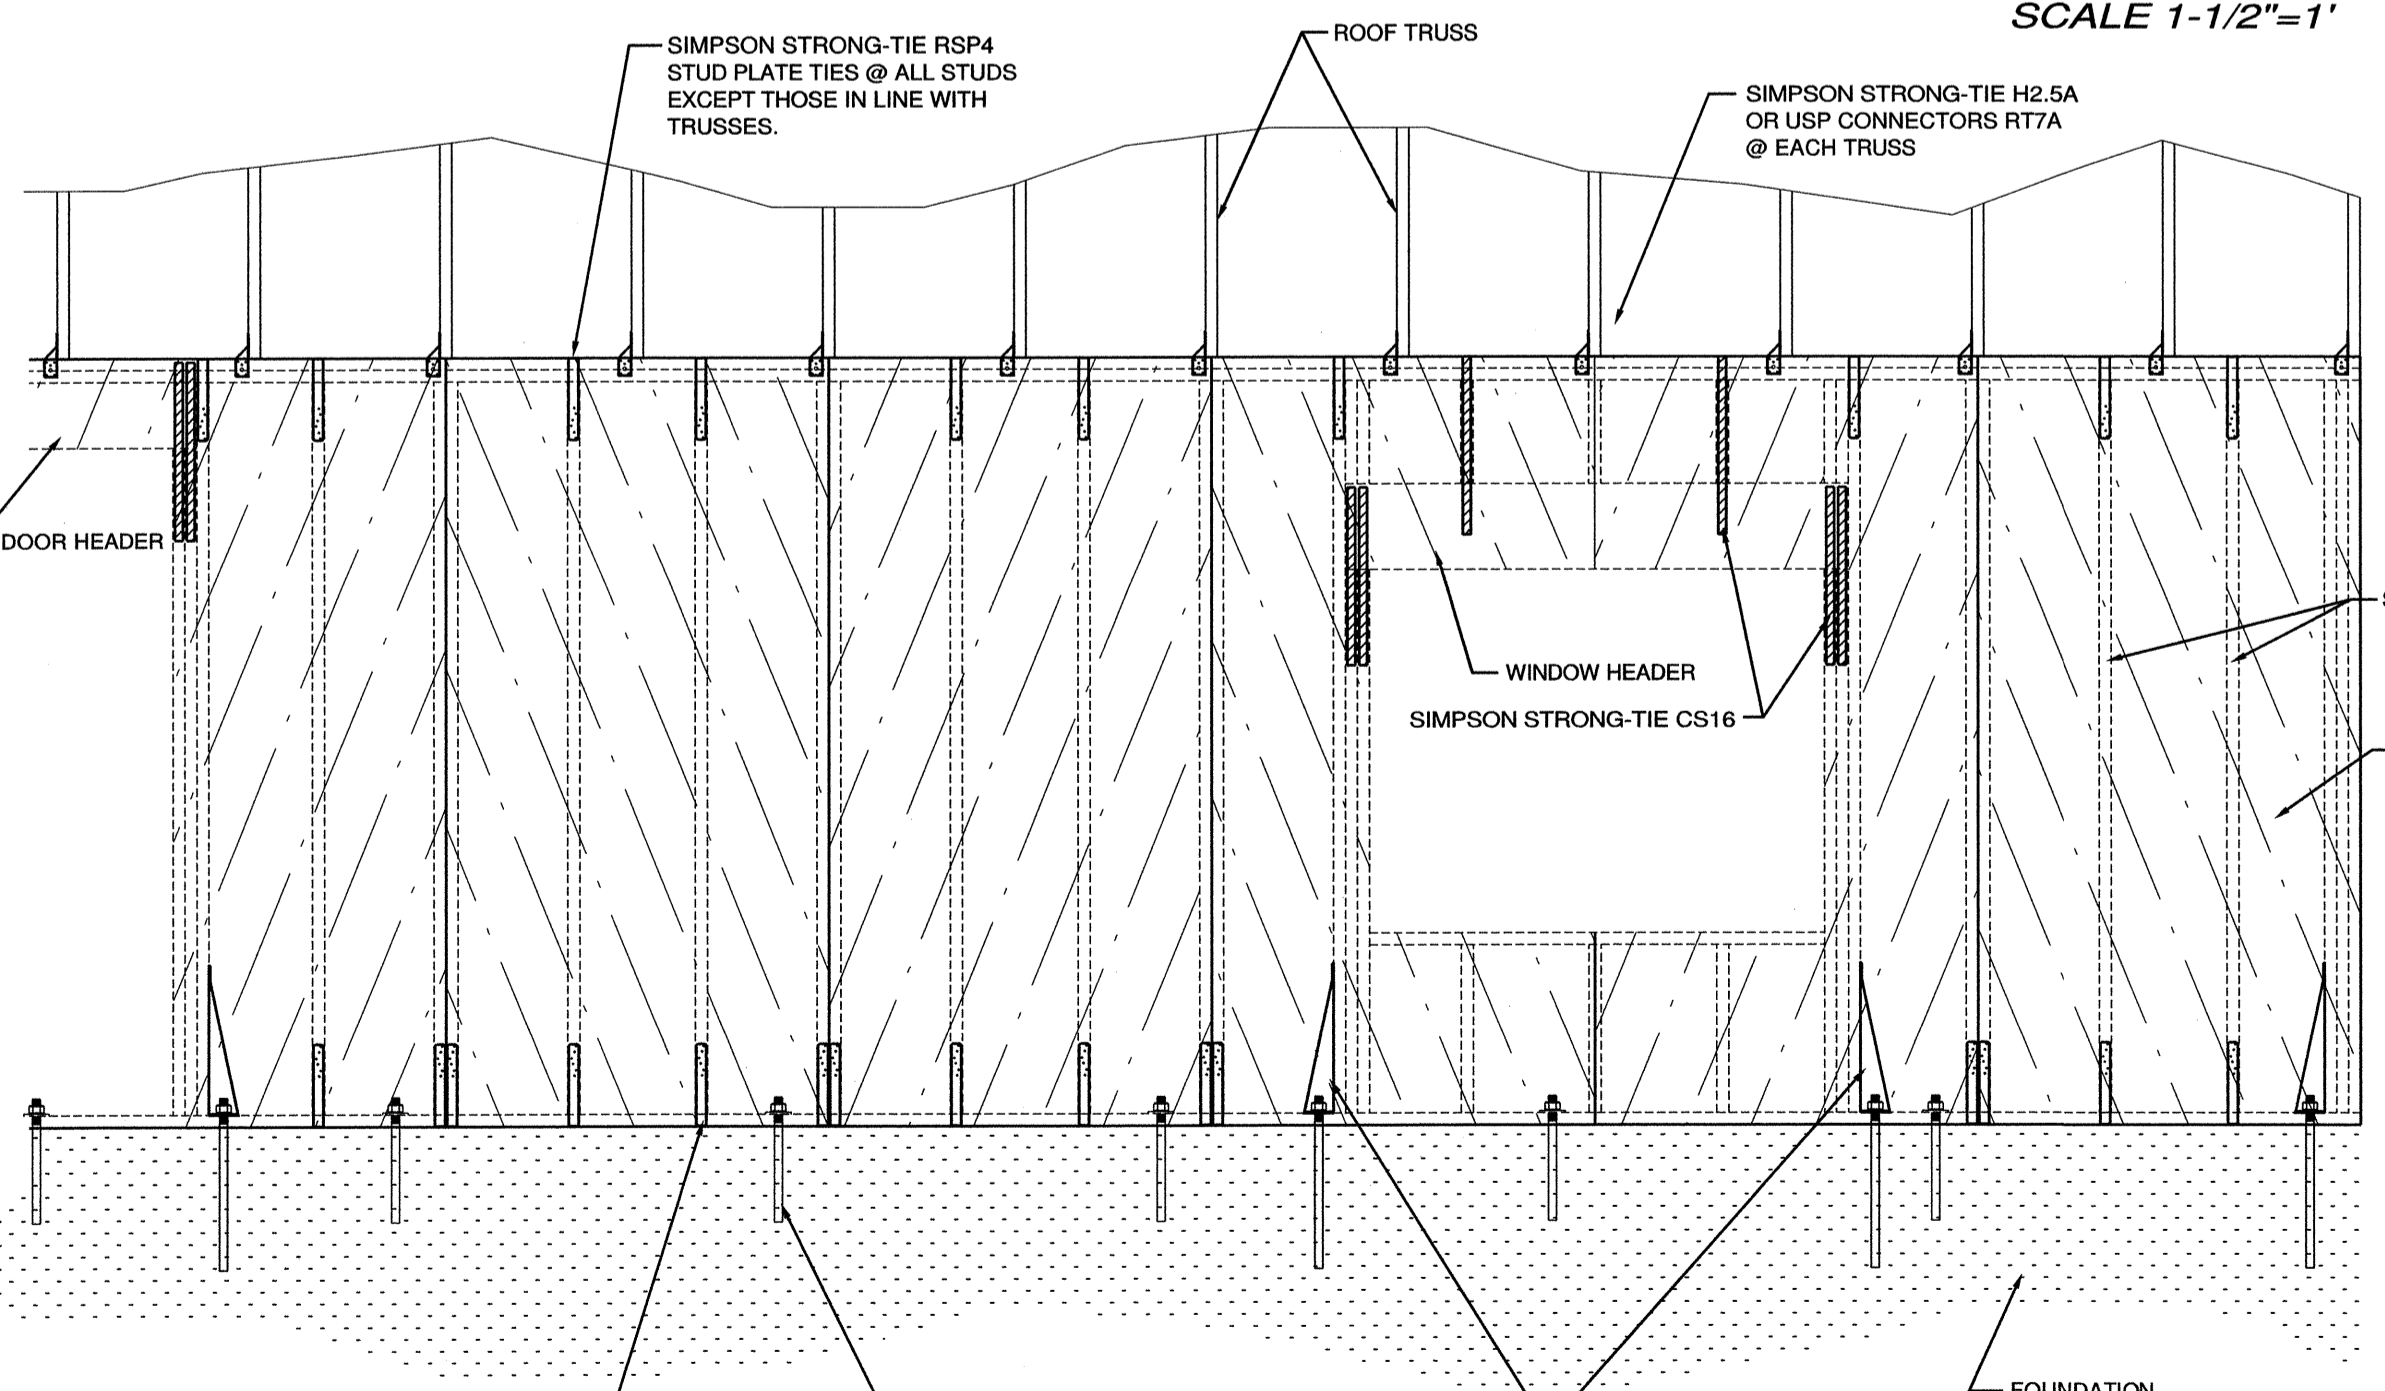 SCALE 1-1/2"=1'
SIMPSON STRONG-TIE RSP4
STUD PLATE TIES @ ALL STUDS
EXCEPT THOSE IN LINE WITH
TRUSSES.
ROOF TRUSS
SIMPSON STRONG-TIE H2.5A
OR USP CONNECTORS RT7A
@ EACH TRUSS
DOOR HEADER
WINDOW HEADER
SIMPSON STRONG-TIE CS16
FOUNDATION